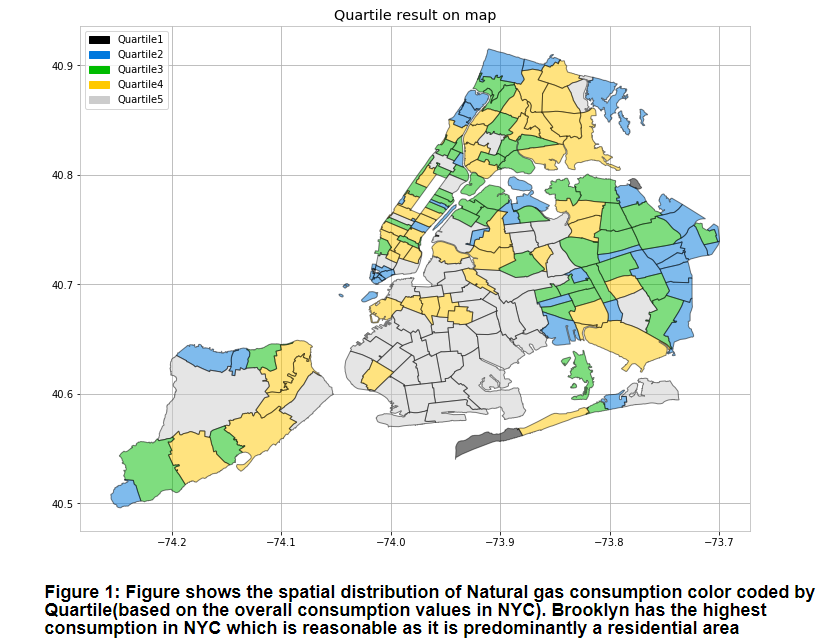 Quartile result on map
Quartile1
Quartile2
Quartile3
Quartile4
Quartile5
40.9
40.8
40.7
40.6
40.5
−74.2 −74.1 −74.0 −73.9 −73.8 −73.7
Figure 1: Figure shows the spatial distribution of Natural gas consumption color coded by
Quartile(based on the overall consumption values in NYC). Brooklyn has the highest
consumption in NYC which is reasonable as it is predominantly a residential area